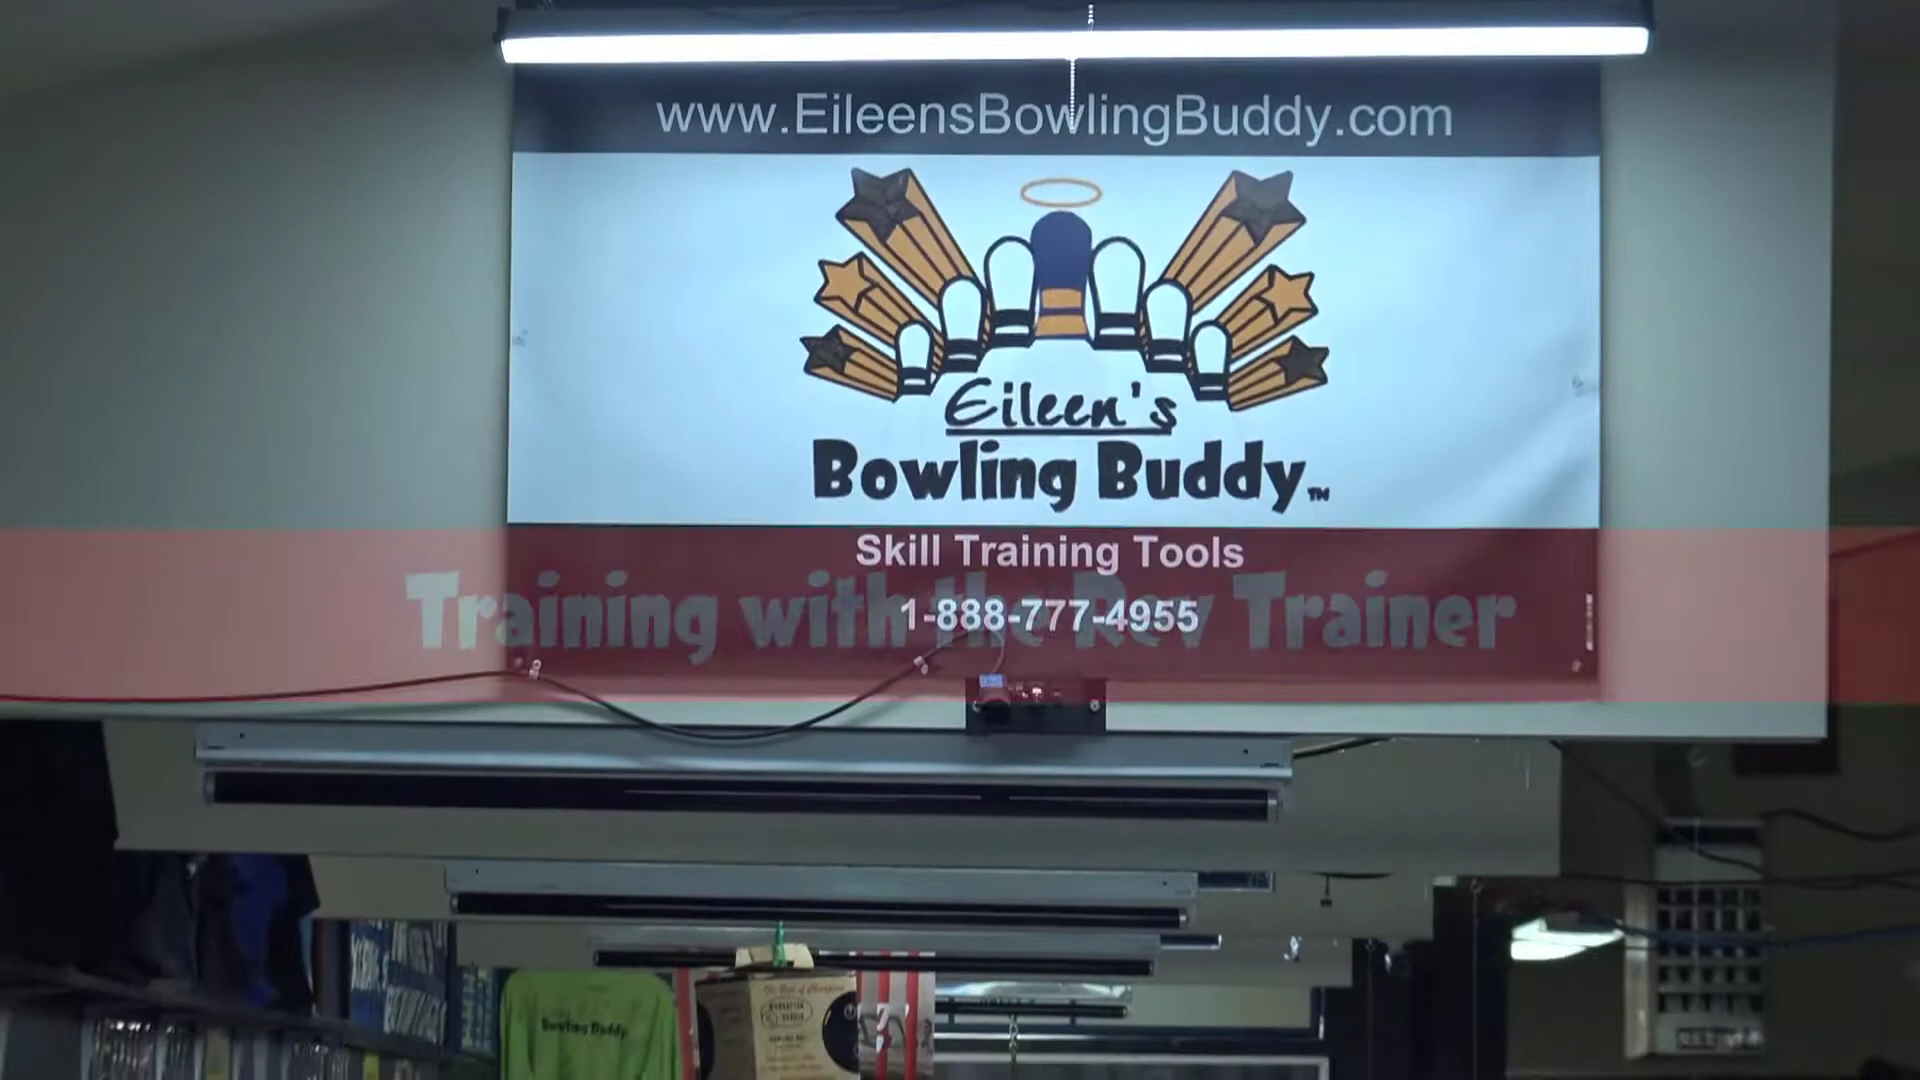 www.EileensBowlingBuddy.com
Eileen's
Bowling Buddy™
Skill Training Tools
1-888-777-4955
Training with the Rev Trainer
Bowling Buddy